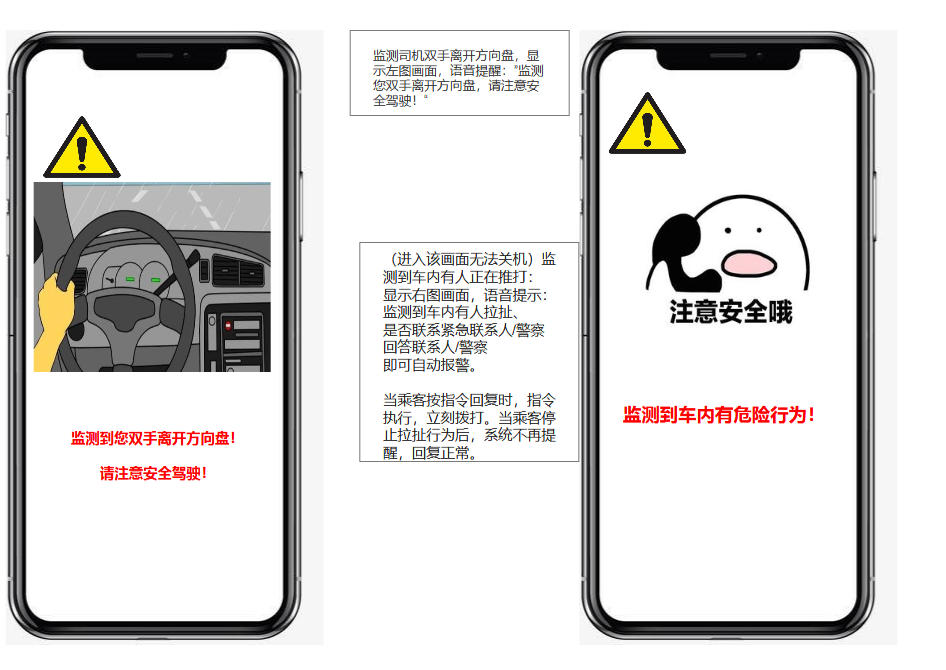 监测到您双手离开方向盘！
请注意安全驾驶！
监测司机双手离开方向盘，显
示左图画面，语音提醒："监测
您双手离开方向盘，请注意安
全驾驶！"
（进入该画面无法关机）监
测到车内有人正在推打：
显示右图画面，语音提示：
监测到车内有人拉扯、
是否联系紧急联系人/警察
回答联系人/警察
即可自动报警。
当乘客按指令回复时，指令
执行，立刻拨打。当乘客停
止拉扯行为后，系统不再提
醒，回复正常。
注意安全哦
监测到车内有危险行为！